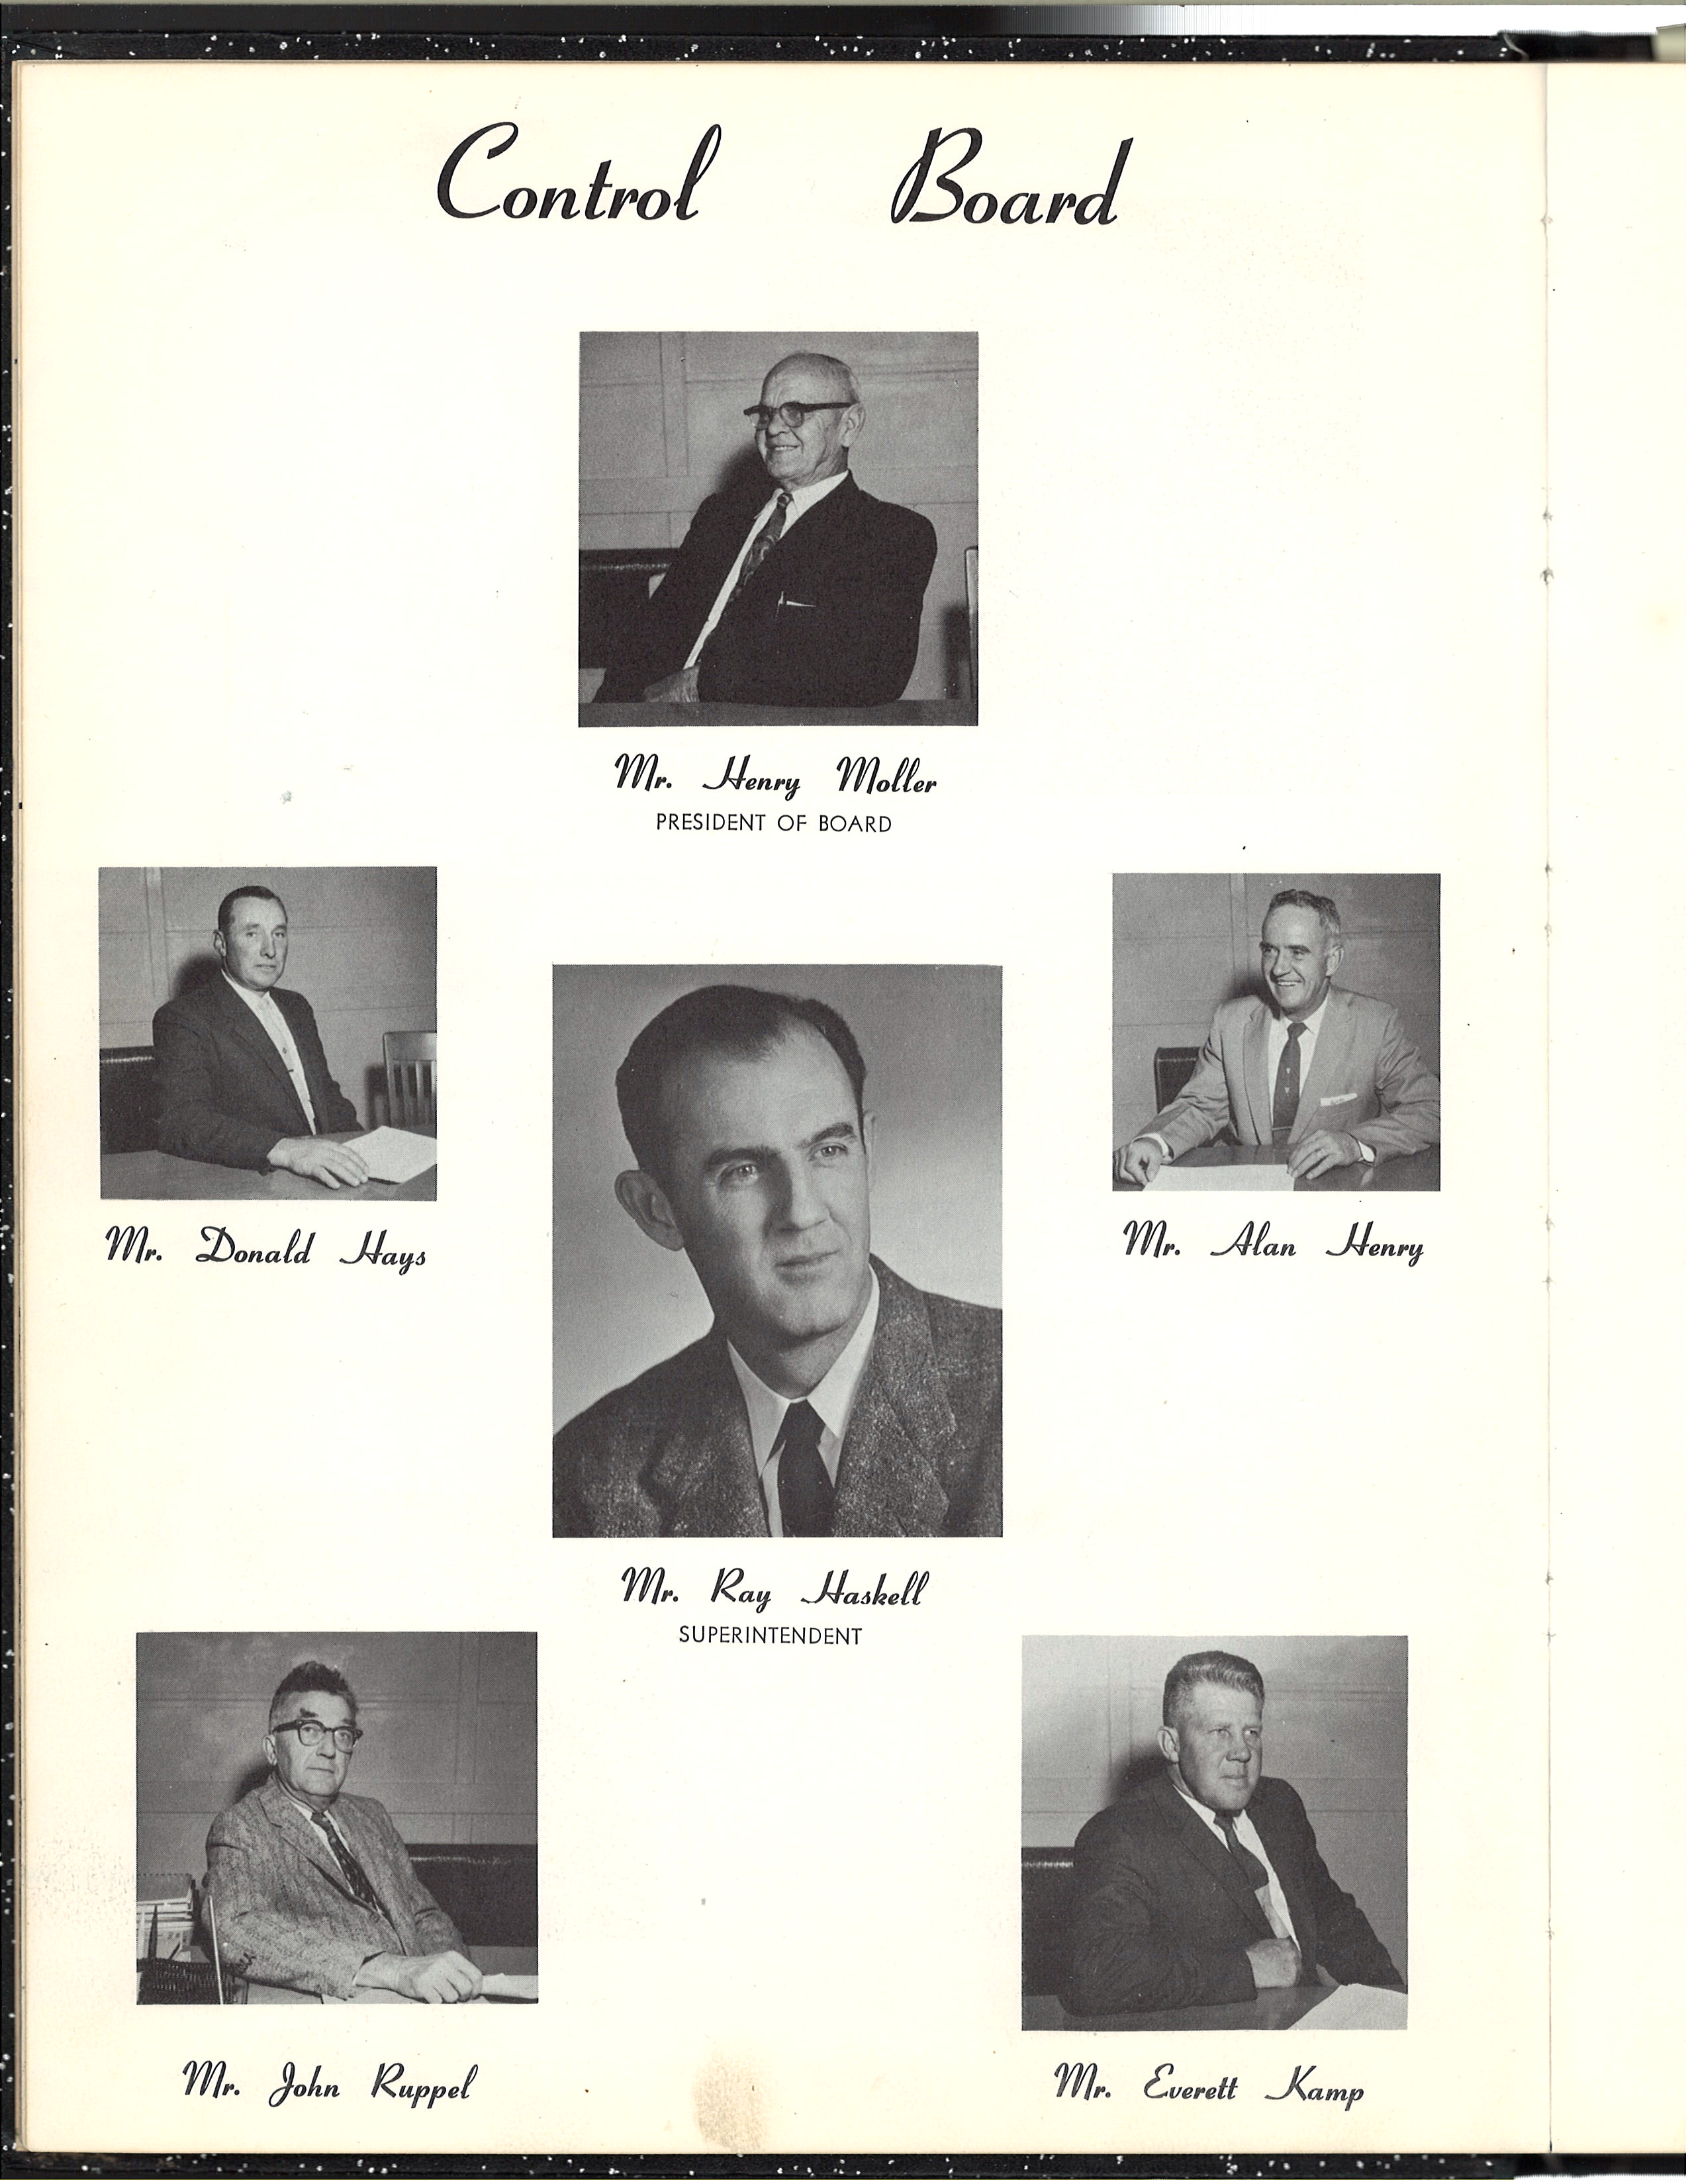 Control Board
Mr. Henry Moller
PRESIDENT OF BOARD
Mr. Donald Hays
Mr. Alan Henry
Mr. Ray Haskell
SUPERINTENDENT
Mr. John Ruppel
Mr. Everett Kamp